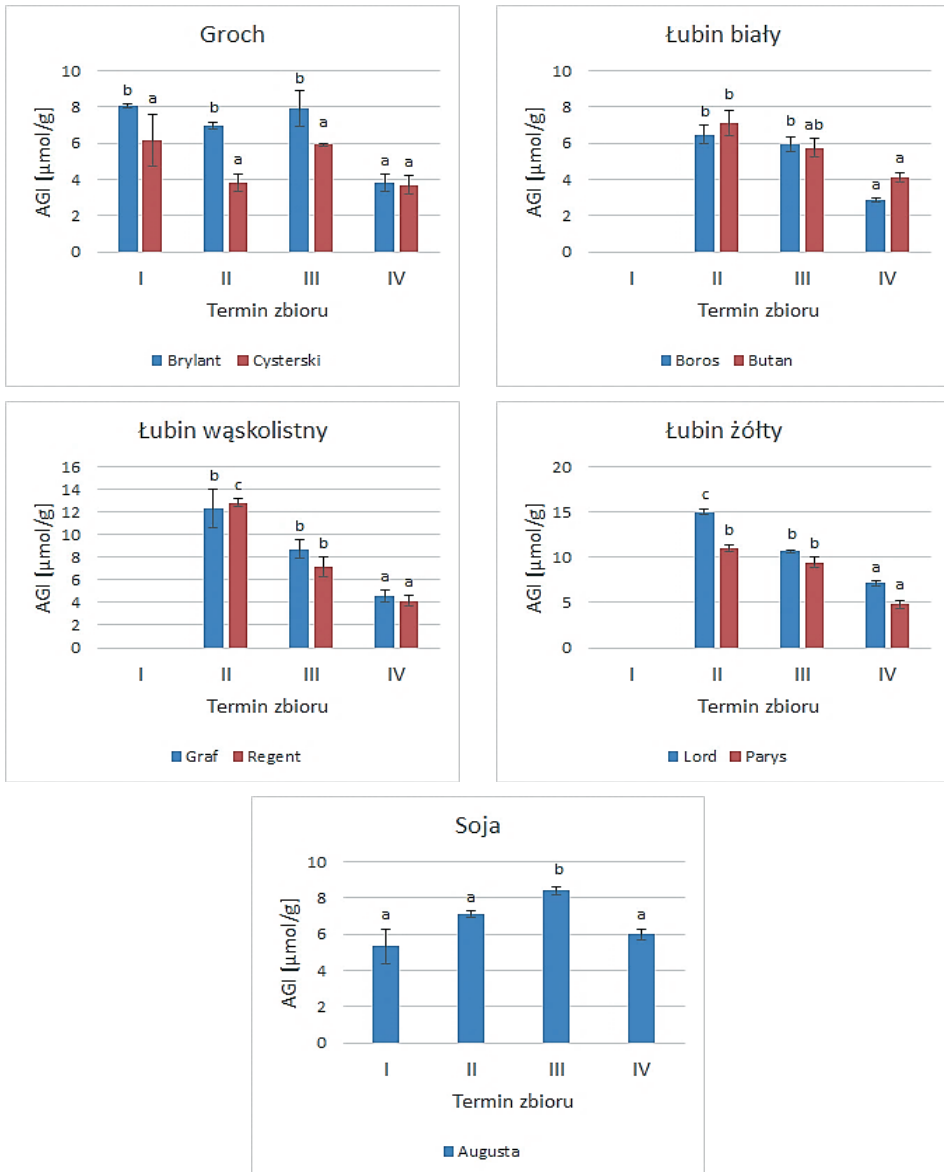 Groch
10
8
6
4
2
0
AGI [µmol/g]
b a b a b a a a
I II III IV
Termin zbioru
Brylant Cysterski
Łubin biały
10
8
6
4
2
0
AGI [µmol/g]
b b b ab a a
I II III IV
Termin zbioru
Boros Butan
Łubin wąskolistny
16
14
12
10
8
6
4
2
0
AGI [µmol/g]
b c b b a a
I II III IV
Termin zbioru
Graf Regent
Łubin żółty
20
15
10
5
0
AGI [µmol/g]
c b b b a a
I II III IV
Termin zbioru
Lord Parys
Soja
10
8
6
4
2
0
AGI [µmol/g]
a a b a
I II III IV
Termin zbioru
Augusta